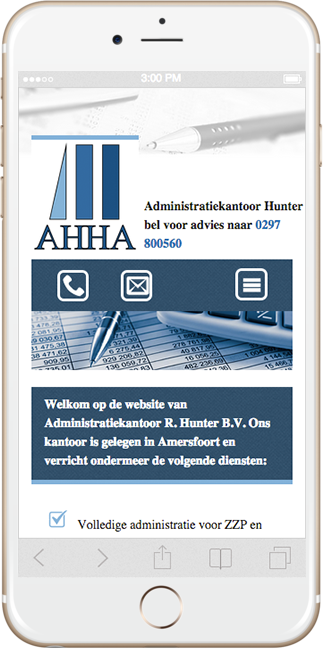 3:00 PM
AHHA
Administratiekantoor Hunter
bel voor advies naar 0297
800560
Welkom op de website van
Administratiekantoor R. Hunter B.V. Ons
kantoor is gelegen in Amersfoort en
verricht ondermeer de volgende diensten:
Volledige administratie voor ZZP en